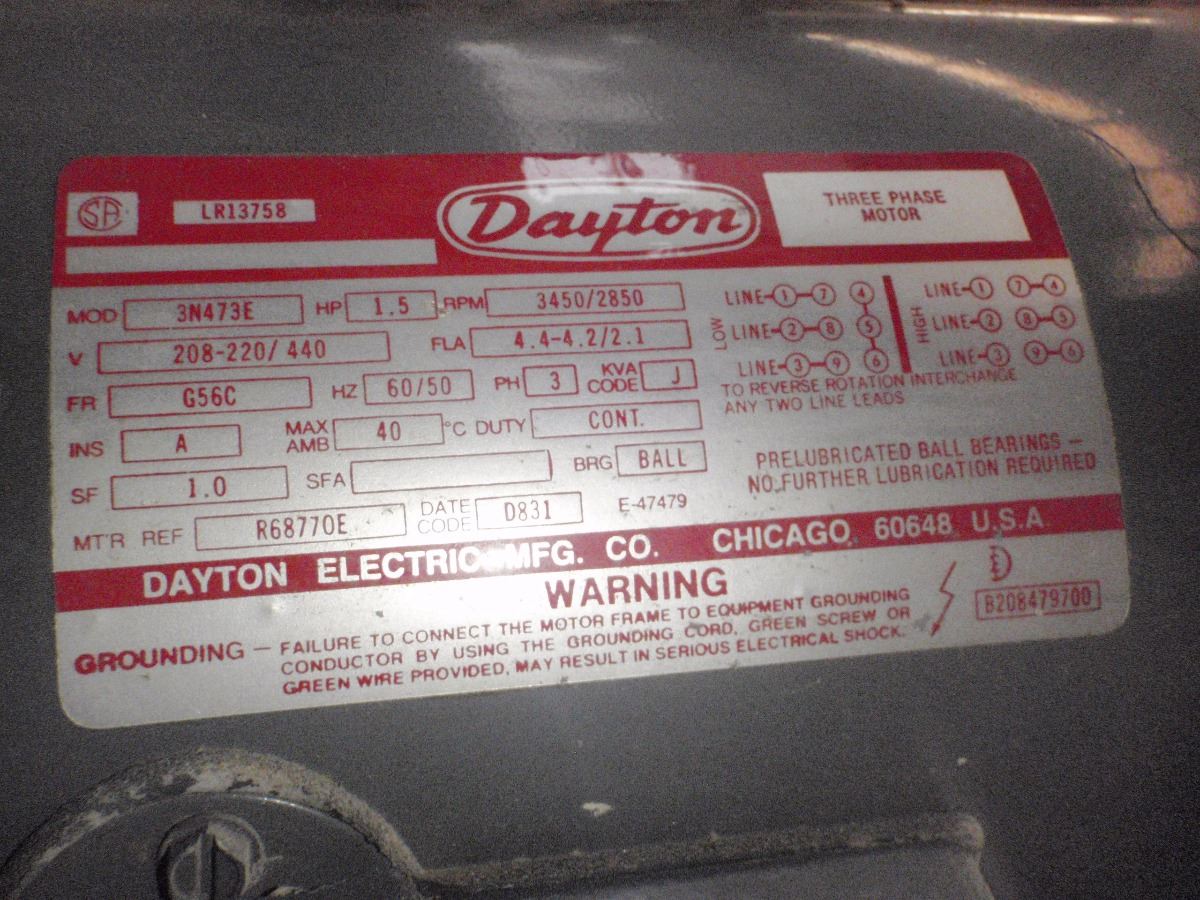 SA LR13758 Dayton THREE PHASE
MOTOR
MOD 3N473E HP 1.5 RPM 3450/2850
V 208-220/440 FLA 4.4-4.2/2.1
FR G56C HZ 60/50 PH 3 KVA CODE J
INS A MAX AMB 40 °C DUTY CONT.
SF 1.0 SFA BRG BALL
MT'R REF R68770E DATE CODE D831 E-47479
LOW
LINE-1-7 4
LINE-2-8 5
LINE-3-9 6
HIGH
LINE-1 7-4
LINE-2 8-5
LINE-3 9-6
TO REVERSE ROTATION INTERCHANGE
ANY TWO LINE LEADS
PRELUBRICATED BALL BEARINGS —
NO FURTHER LUBRICATION REQUIRED
DAYTON ELECTRIC MFG. CO. CHICAGO, 60648 U.S.A
WARNING
GROUNDING — FAILURE TO CONNECT THE MOTOR FRAME TO EQUIPMENT GROUNDING
CONDUCTOR BY USING THE GROUNDING CORD, GREEN SCREW OR
GREEN WIRE PROVIDED, MAY RESULT IN SERIOUS ELECTRICAL SHOCK.
B208479700